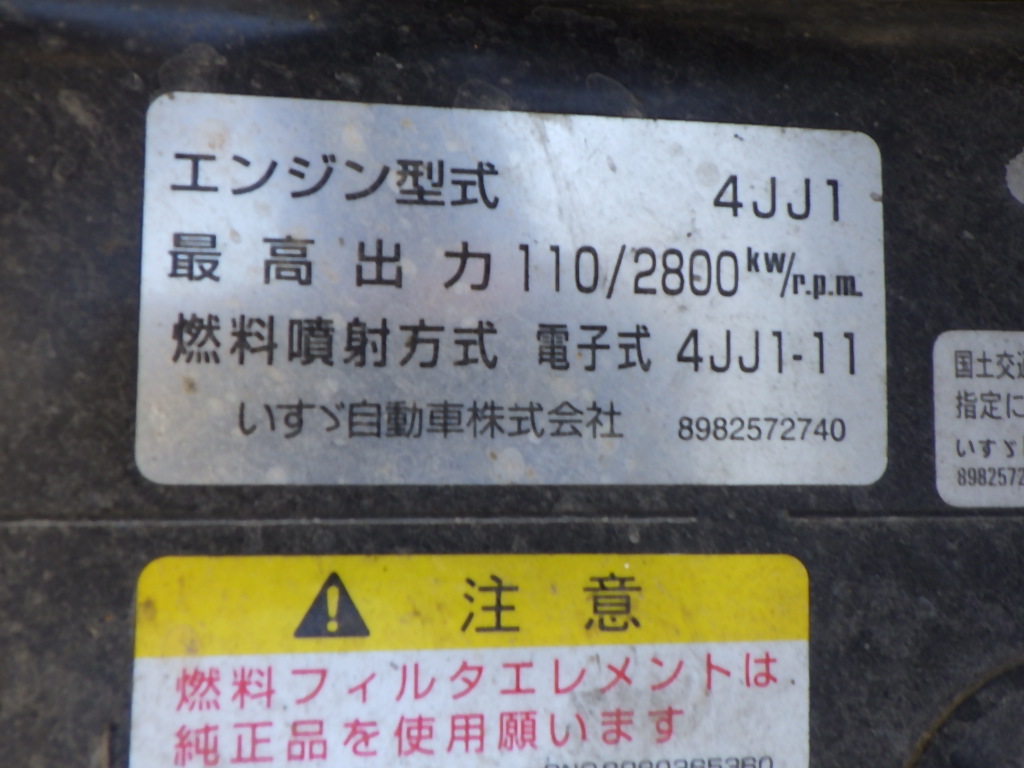 エンジン型式 4JJ1
最高出力 110/2800kw/r.p.m.
燃料噴射方式 電子式 4JJ1-11
いすゞ自動車株式会社 8982572740
国土交
指定に
いすゞ
898257
注意
燃料フィルタエレメントは
純正品を使用願います